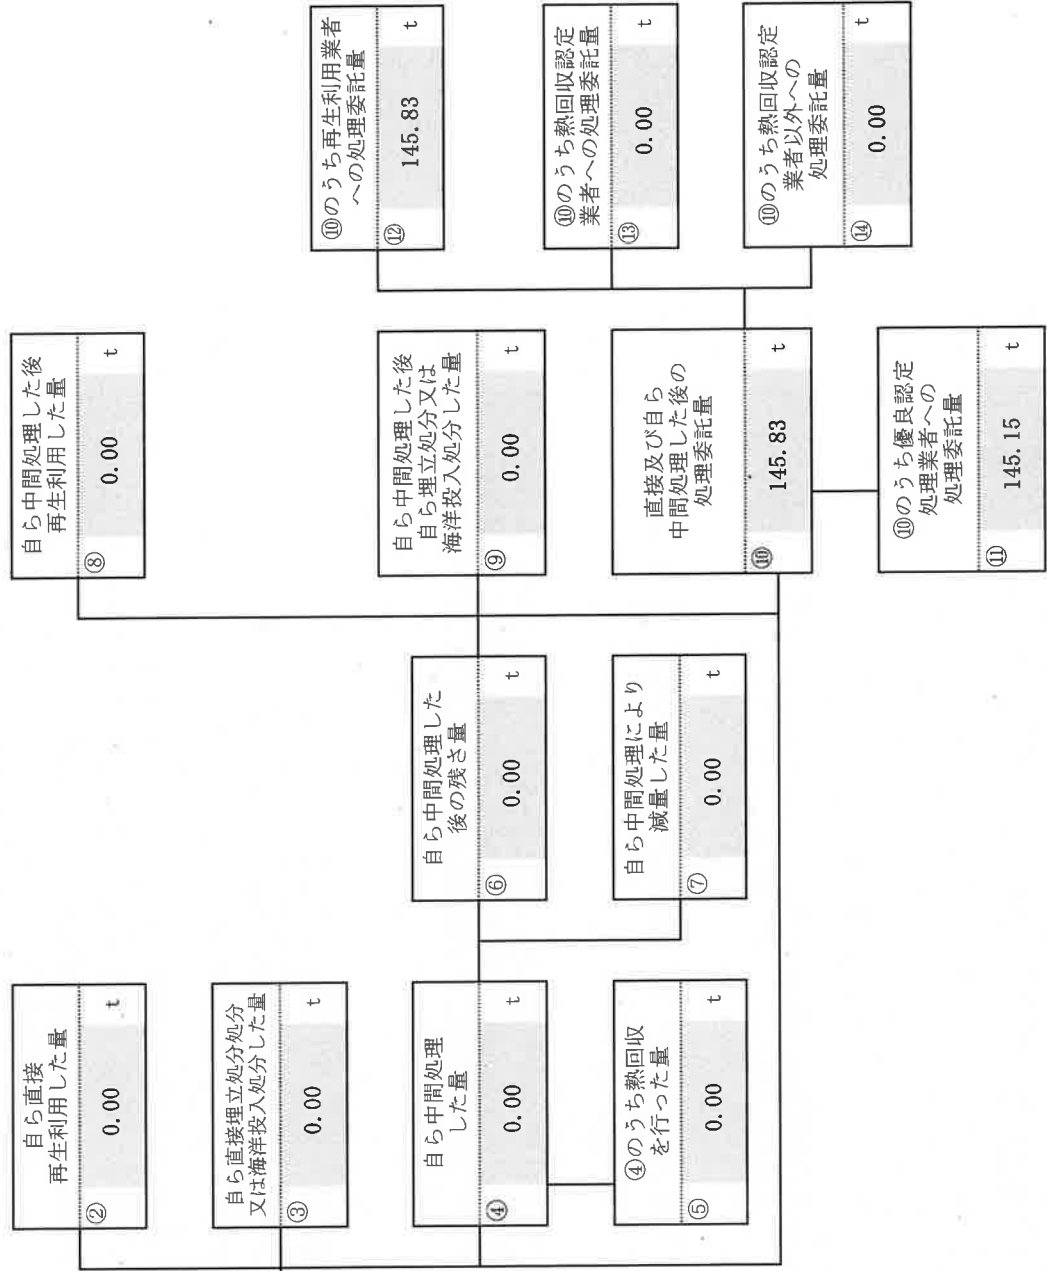 自ら直接
再生利用した量
②
0.00
t
自ら直接埋立処分処分
又は海洋投入処分した量
③
0.00
t
自ら中間処理
した量
④
0.00
t
④のうち熱回収
を行った量
⑤
0.00
t
自ら中間処理した
後の残さ量
⑥
0.00
t
自ら中間処理により
減量した量
⑦
0.00
t
自ら中間処理した後
再生利用した量
⑧
0.00
t
自ら中間処理した後
自ら埋立処分又は
海洋投入処分した量
⑨
0.00
t
直接及び自ら
中間処理した後の
処理委託量
⑩
145.83
t
⑩のうち優良認定
処理業者への
処理委託量
⑪
145.15
t
⑩のうち再生利用業者
への処理委託量
⑫
145.83
t
⑩のうち熱回収認定
業者への処理委託量
⑬
0.00
t
⑩のうち熱回収認定
業者以外への
処理委託量
⑭
0.00
t